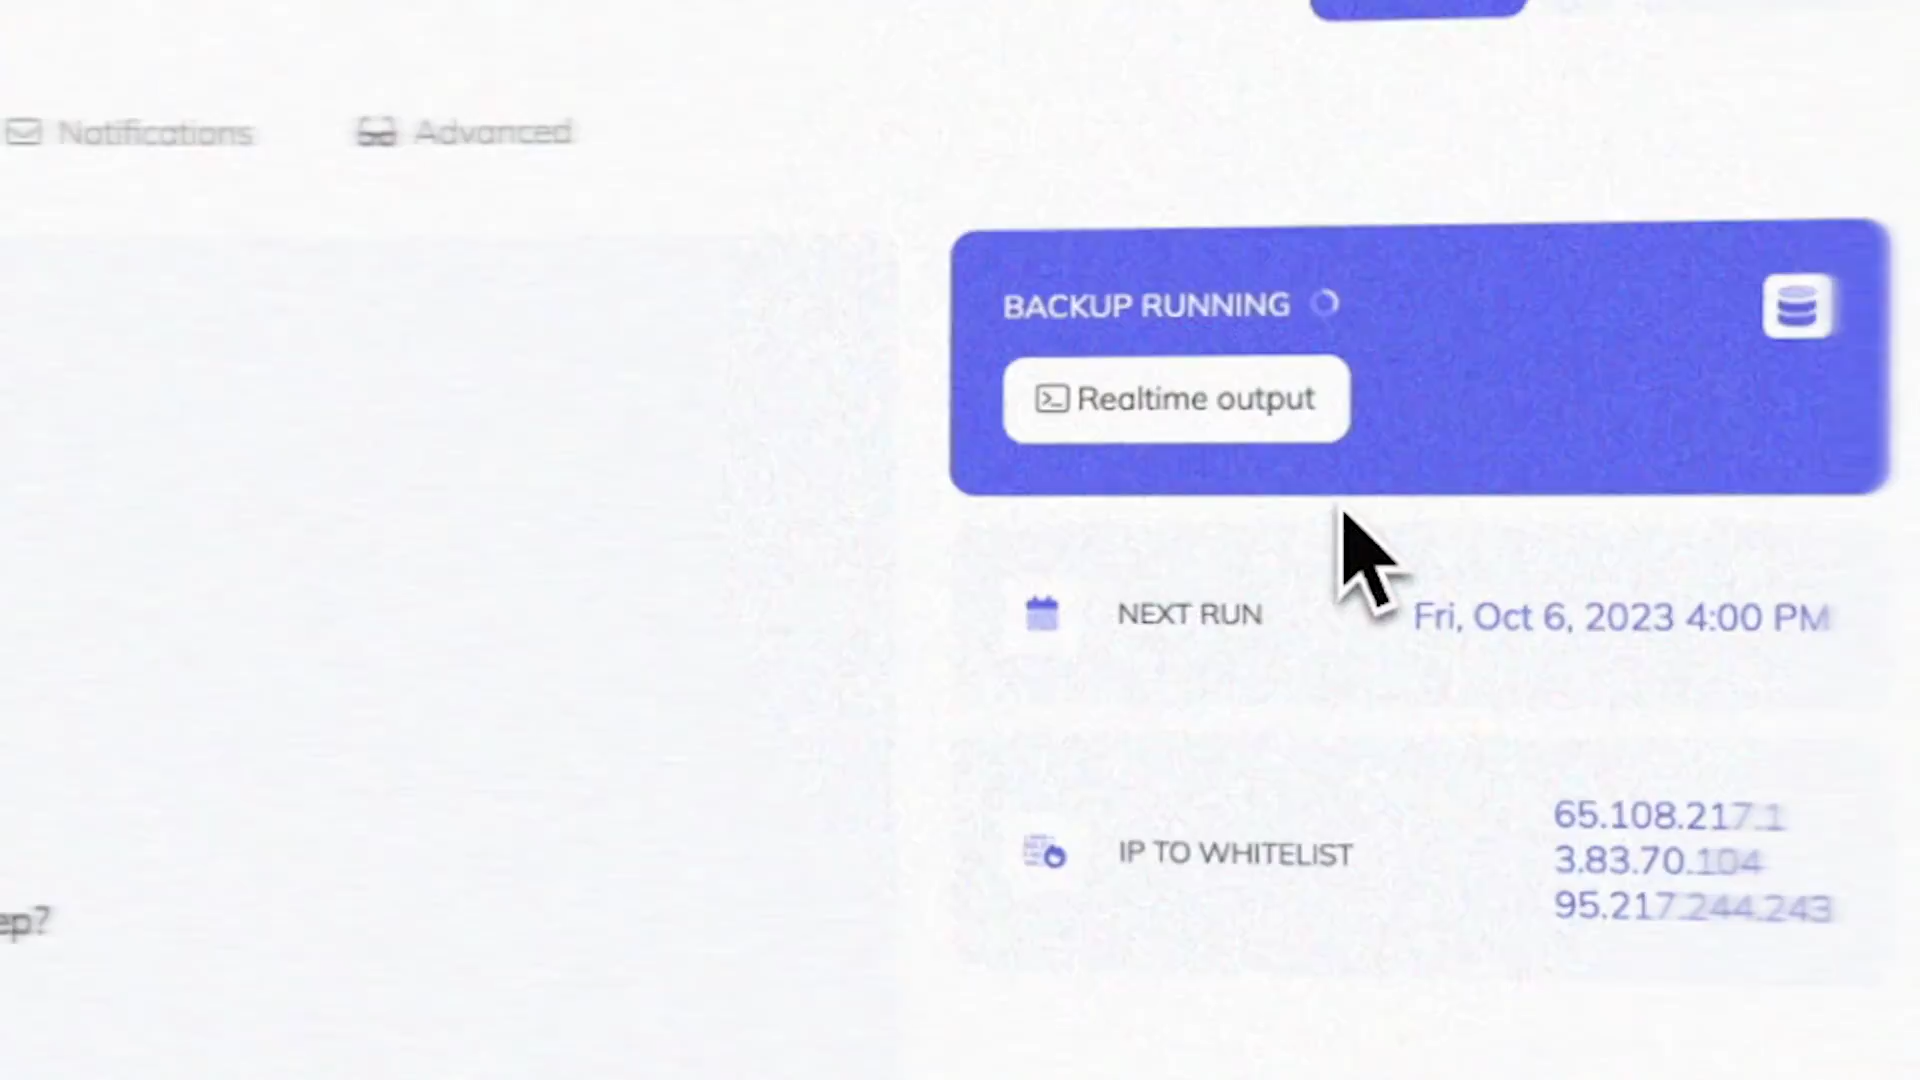 Notifications
Advanced
BACKUP RUNNING
Realtime output
NEXT RUN
Fri, Oct 6, 2023 4:00 PM
IP TO WHITELIST
65.108.217.1
3.83.70.104
95.217.244.243
ep?